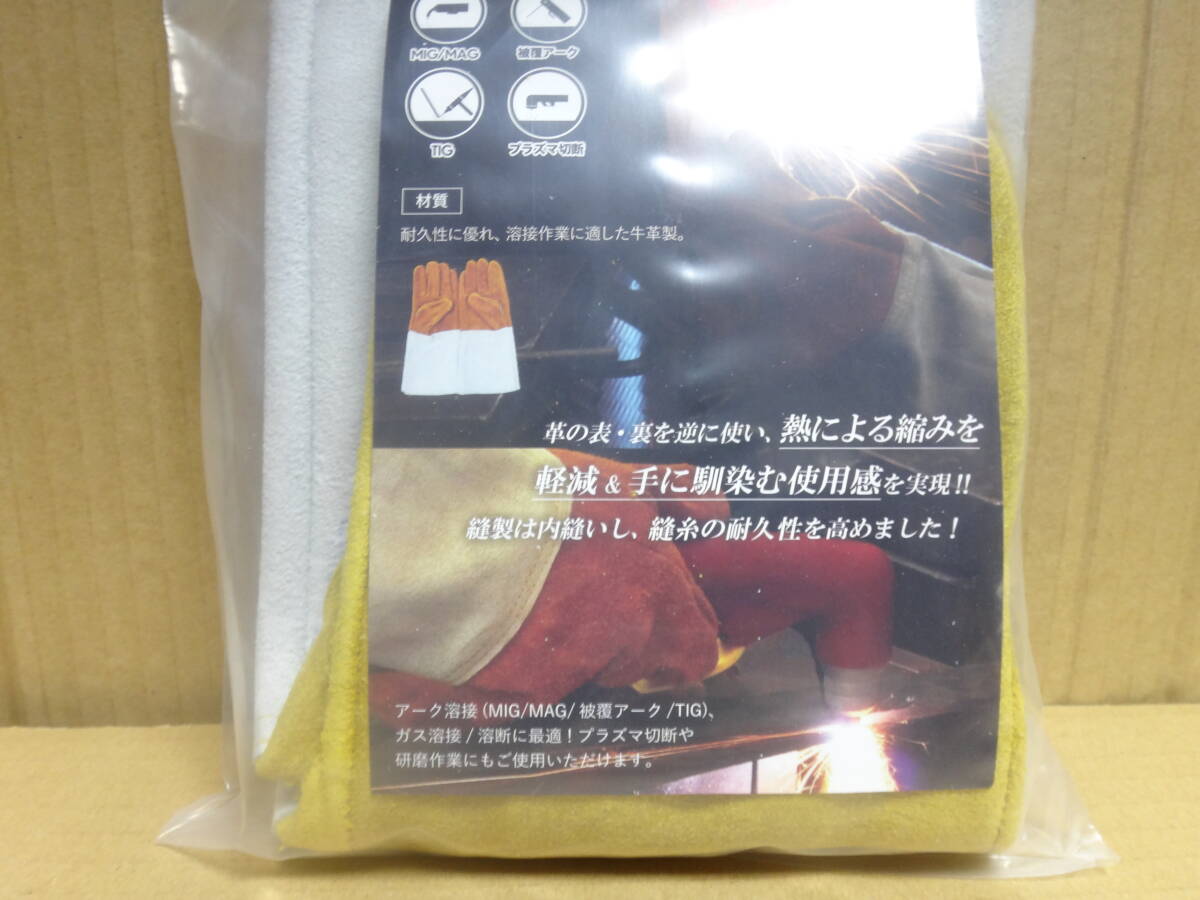 MIG/MAG 被覆アーク
TIG プラズマ切断
材質
耐久性に優れ、溶接作業に適した牛革製。
革の表・裏を逆に使い、熱による縮みを
軽減 & 手に馴染む使用感を実現!!
縫製は内縫いし、縫糸の耐久性を高めました！
アーク溶接 (MIG/MAG/ 被覆アーク /TIG)、
ガス溶接 / 溶断に最適！プラズマ切断や
研磨作業にもご使用いただけます。